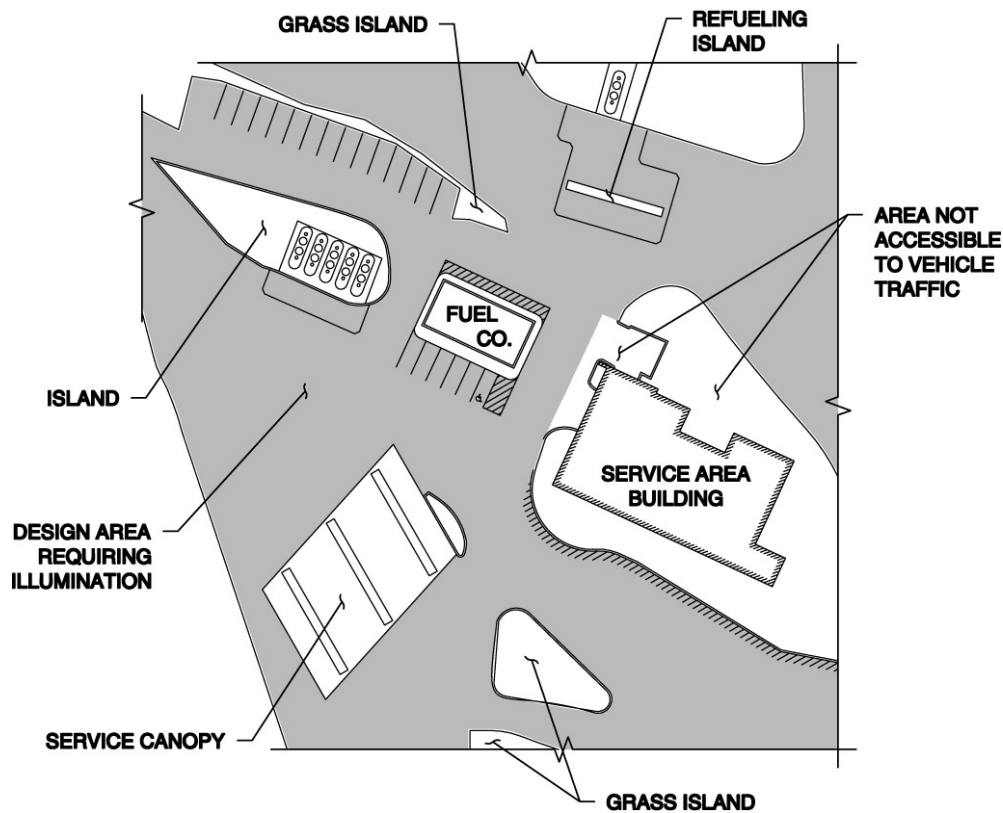 GRASS ISLAND
REFUELING
ISLAND
AREA NOT
ACCESSIBLE
TO VEHICLE
TRAFFIC
FUEL
CO.
ISLAND
SERVICE AREA
BUILDING
DESIGN AREA
REQUIRING
ILLUMINATION
SERVICE CANOPY
GRASS ISLAND